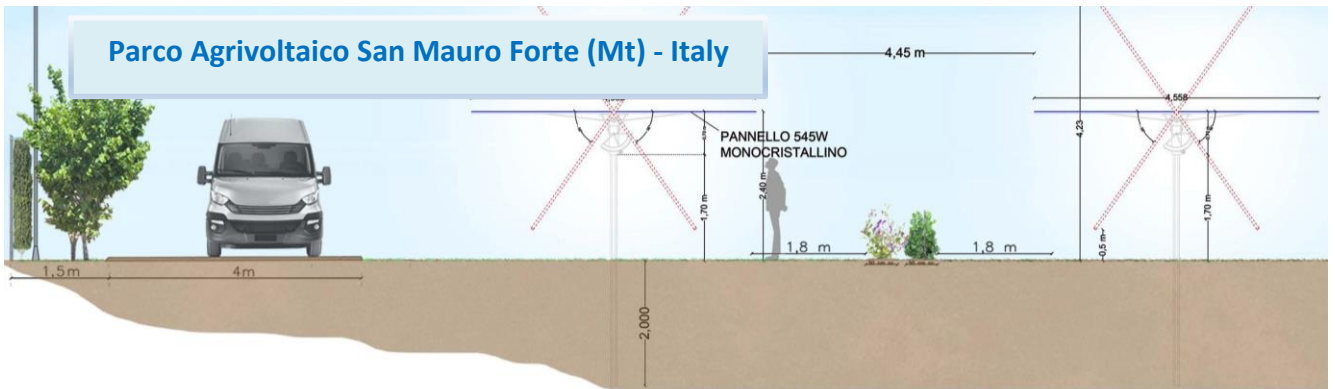 Parco Agrivoltaico San Mauro Forte (Mt) - Italy
4,45 m
4,558
PANNELLO 545W
MONOCRISTALLINO
4,23
2,40 m
1,70 m
1,70 m
1,8 m
1,8 m
0,5 m
1,5m
4m
2,000